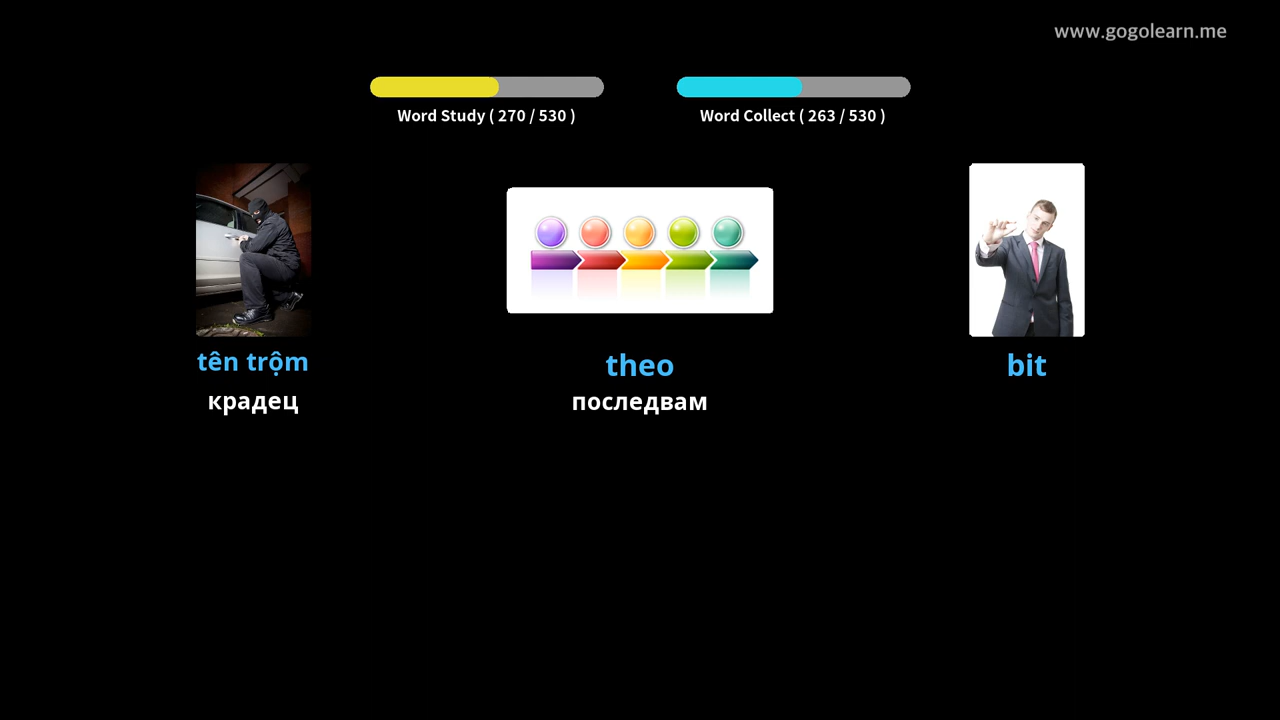 www.gogolearn.me
Word Study ( 270 / 530 )
Word Collect ( 263 / 530 )
tên trộm
крадец
theo
последвам
bit